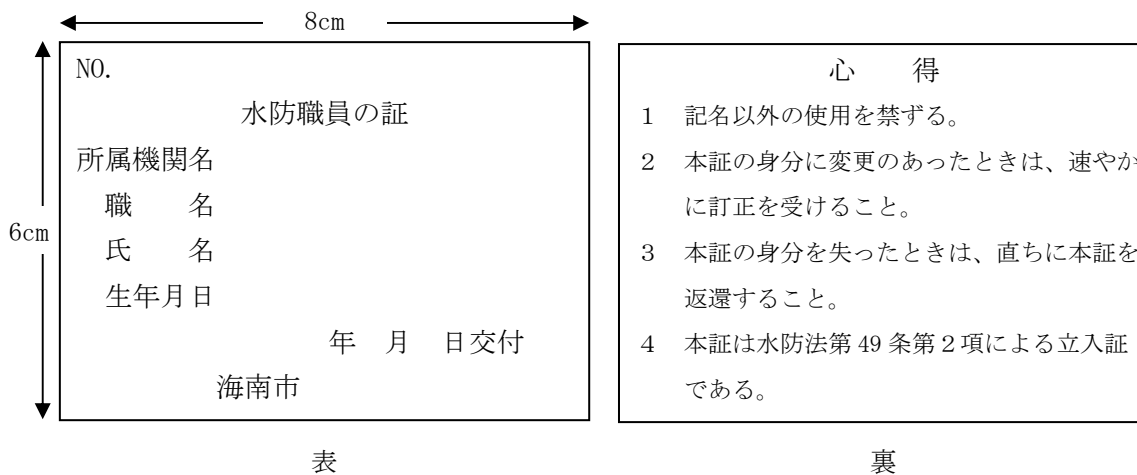 8cm
6cm
NO.
水防職員の証
所属機関名
職　　名
氏　　名
生年月日
年　月　日交付
海南市
表
心　　得
1　記名以外の使用を禁ずる。
2　本証の身分に変更のあったときは、速やか
に訂正を受けること。
3　本証の身分を失ったときは、直ちに本証を
返還すること。
4　本証は水防法第 49 条第２項による立入証
である。
裏